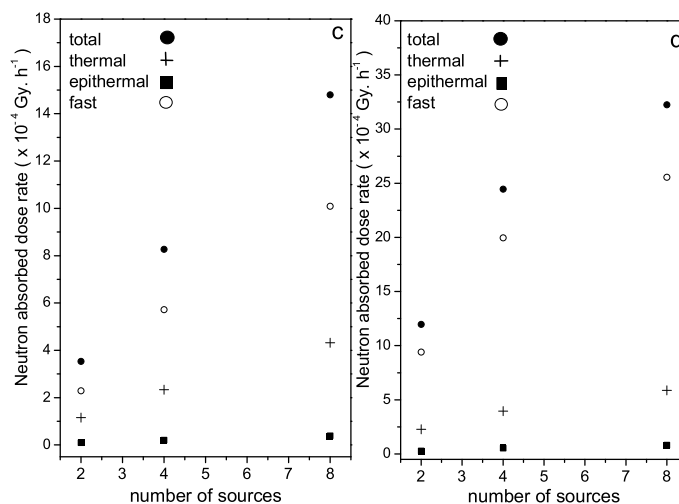 Neutron absorbed dose rate ( x 10⁻⁴ Gy. h⁻¹)
18
16
14
12
10
8
6
4
2
0
c
total
thermal
epithermal
fast
2 3 4 5 6 7 8
number of sources
Neutron absorbed dose rate ( x 10⁻⁴ Gy. h⁻¹)
40
35
30
25
20
15
10
5
0
total
thermal
epithermal
fast
2 3 4 5 6 7 8
number of sources